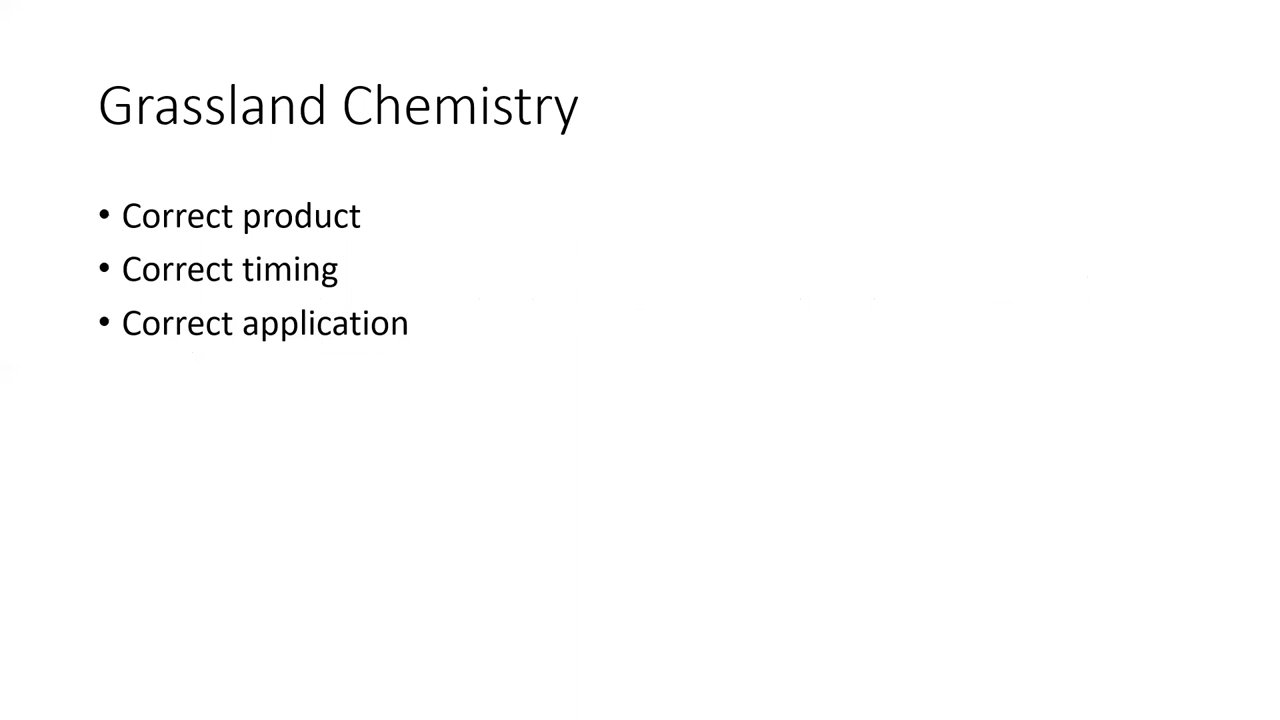 Grassland Chemistry
• Correct product
• Correct timing
• Correct application